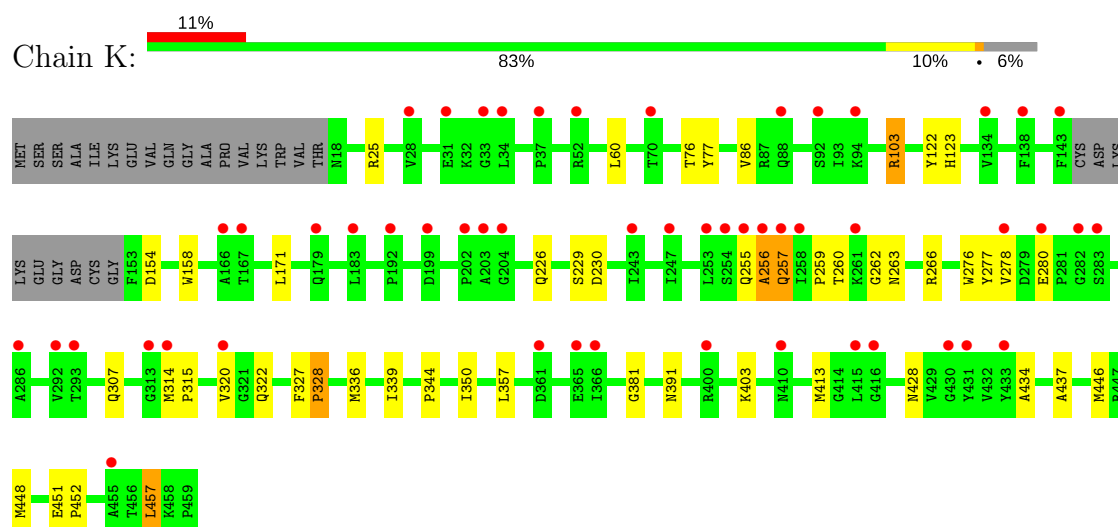 11%
Chain K:
83% 10% • 6%
MET SER SER ALA ILE LYS GLU VAL GLN GLY ALA PRO VAL LYS TRP VAL THR N18 R25 V28 E31 K32 G33 L34 P37 R52 L60 T70 T76 Y77 V86 R87 Q88 S92 I93 K94 R103 Y122 H123 V134 F138 F143 CYS ASP LYS
LYS GLU GLY ASP CYS GLY F153 D154 W158 A166 T167 L171 Q179 L183 P192 D199 P202 A203 G204 Q226 S229 D230 I243 I247 L253 S254 Q255 A256 Q257 I258 P259 T260 K261 G262 N263 R266 W276 Y277 V278 D279 E280 P281 G282 S283
A286 V292 T293 Q307 G313 M314 P315 V320 G321 Q322 F327 P328 M336 I339 P344 I350 L357 D361 E365 I366 G381 N391 R400 K403 N410 M413 G414 L415 G416 N428 V429 G430 Y431 V432 Y433 A434 A437 M446 R447
M448 E451 P452 A455 T456 L457 K458 P459